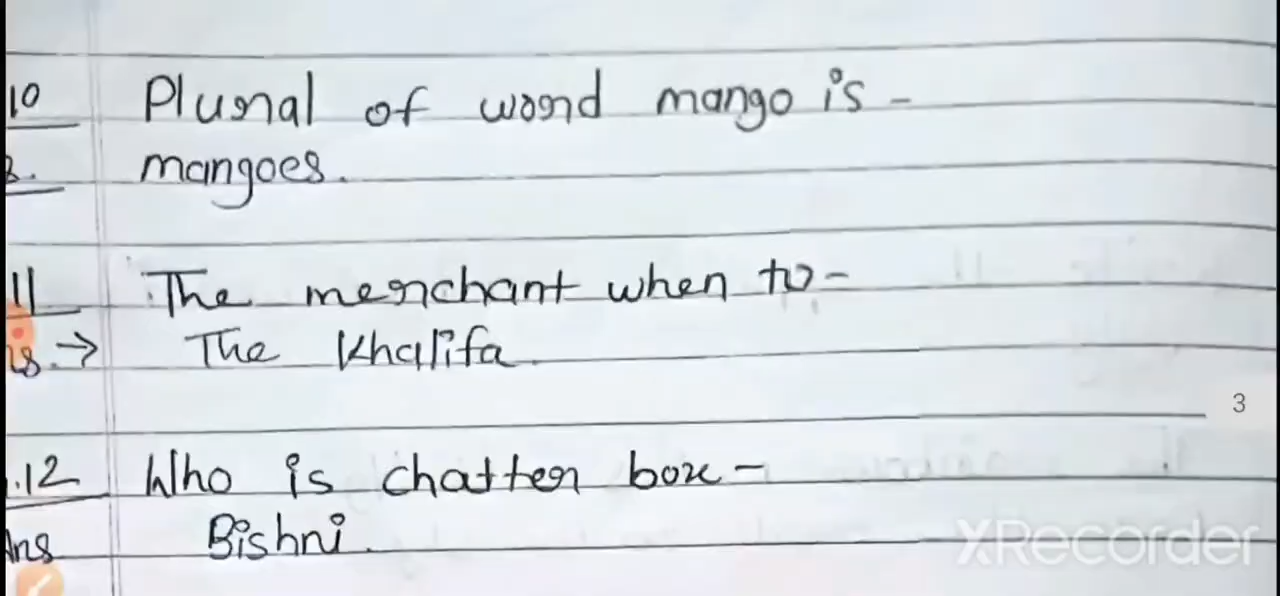 10 Plural of word mango is -
mangoes.
11 The merchant when to -
→ The Khalifa.
3
.12 Who is chatter box -
Ans Bishni.
XRecorder